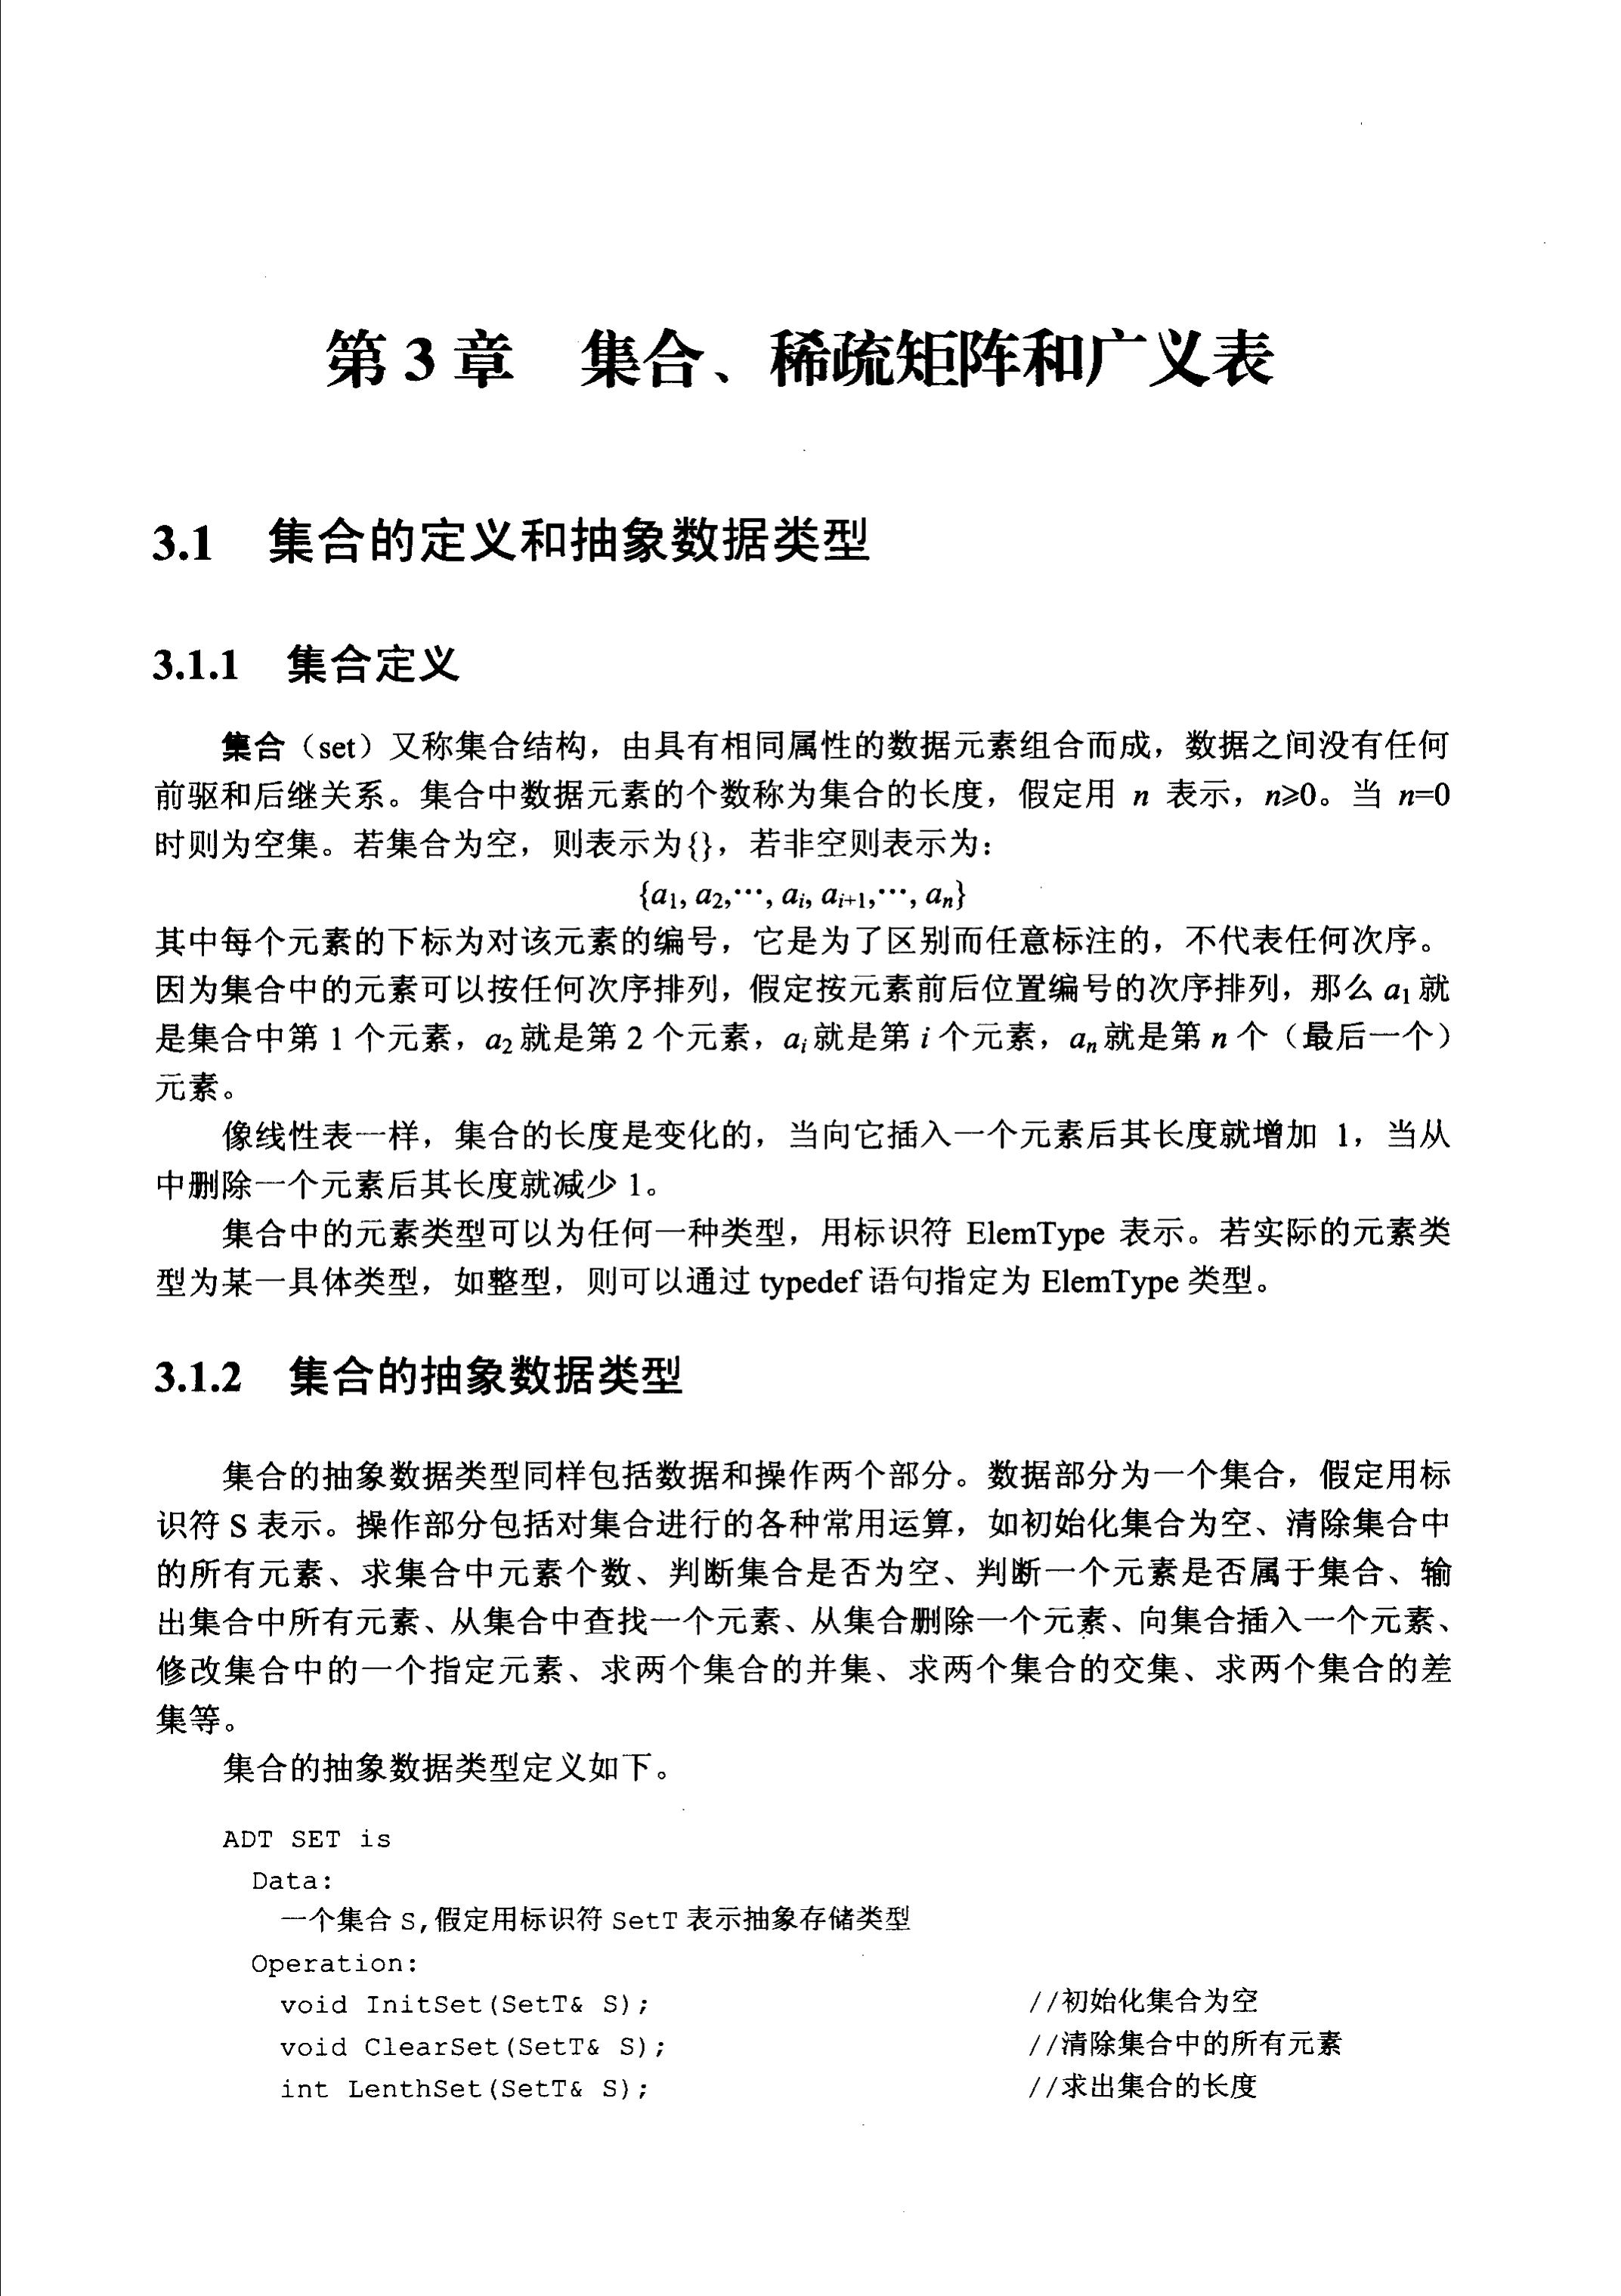 第 3 章　集合、稀疏矩阵和广义表
3.1　集合的定义和抽象数据类型
3.1.1　集合定义
集合（set）又称集合结构，由具有相同属性的数据元素组合而成，数据之间没有任何
前驱和后继关系。集合中数据元素的个数称为集合的长度，假定用 n 表示，n≥0。当 n=0
时则为空集。若集合为空，则表示为{}，若非空则表示为：
{a₁, a₂,…, aᵢ, aᵢ₊₁,…, aₙ}
其中每个元素的下标为对该元素的编号，它是为了区别而任意标注的，不代表任何次序。
因为集合中的元素可以按任何次序排列，假定按元素前后位置编号的次序排列，那么 a₁ 就
是集合中第 1 个元素，a₂ 就是第 2 个元素，aᵢ 就是第 i 个元素，aₙ 就是第 n 个（最后一个）
元素。
像线性表一样，集合的长度是变化的，当向它插入一个元素后其长度就增加 1，当从
中删除一个元素后其长度就减少 1。
集合中的元素类型可以为任何一种类型，用标识符 ElemType 表示。若实际的元素类
型为某一具体类型，如整型，则可以通过 typedef 语句指定为 ElemType 类型。
3.1.2　集合的抽象数据类型
集合的抽象数据类型同样包括数据和操作两个部分。数据部分为一个集合，假定用标
识符 S 表示。操作部分包括对集合进行的各种常用运算，如初始化集合为空、清除集合中
的所有元素、求集合中元素个数、判断集合是否为空、判断一个元素是否属于集合、输
出集合中所有元素、从集合中查找一个元素、从集合删除一个元素、向集合插入一个元素、
修改集合中的一个指定元素、求两个集合的并集、求两个集合的交集、求两个集合的差
集等。
集合的抽象数据类型定义如下。
ADT SET is
Data:
一个集合 S,假定用标识符 SetT 表示抽象存储类型
Operation:
void InitSet(SetT& S);　//初始化集合为空
void ClearSet(SetT& S);　//清除集合中的所有元素
int LenthSet(SetT& S);　//求出集合的长度